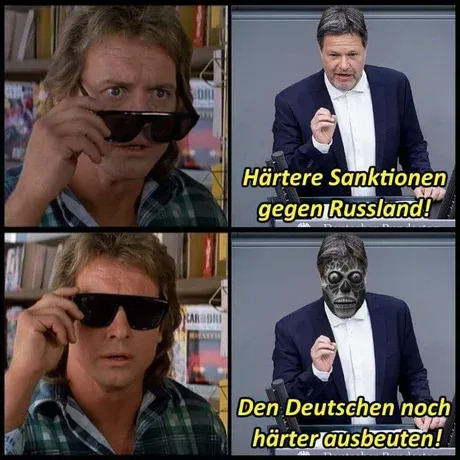 Härtere Sanktionen
gegen Russland!
Den Deutschen noch
härter ausbeuten!